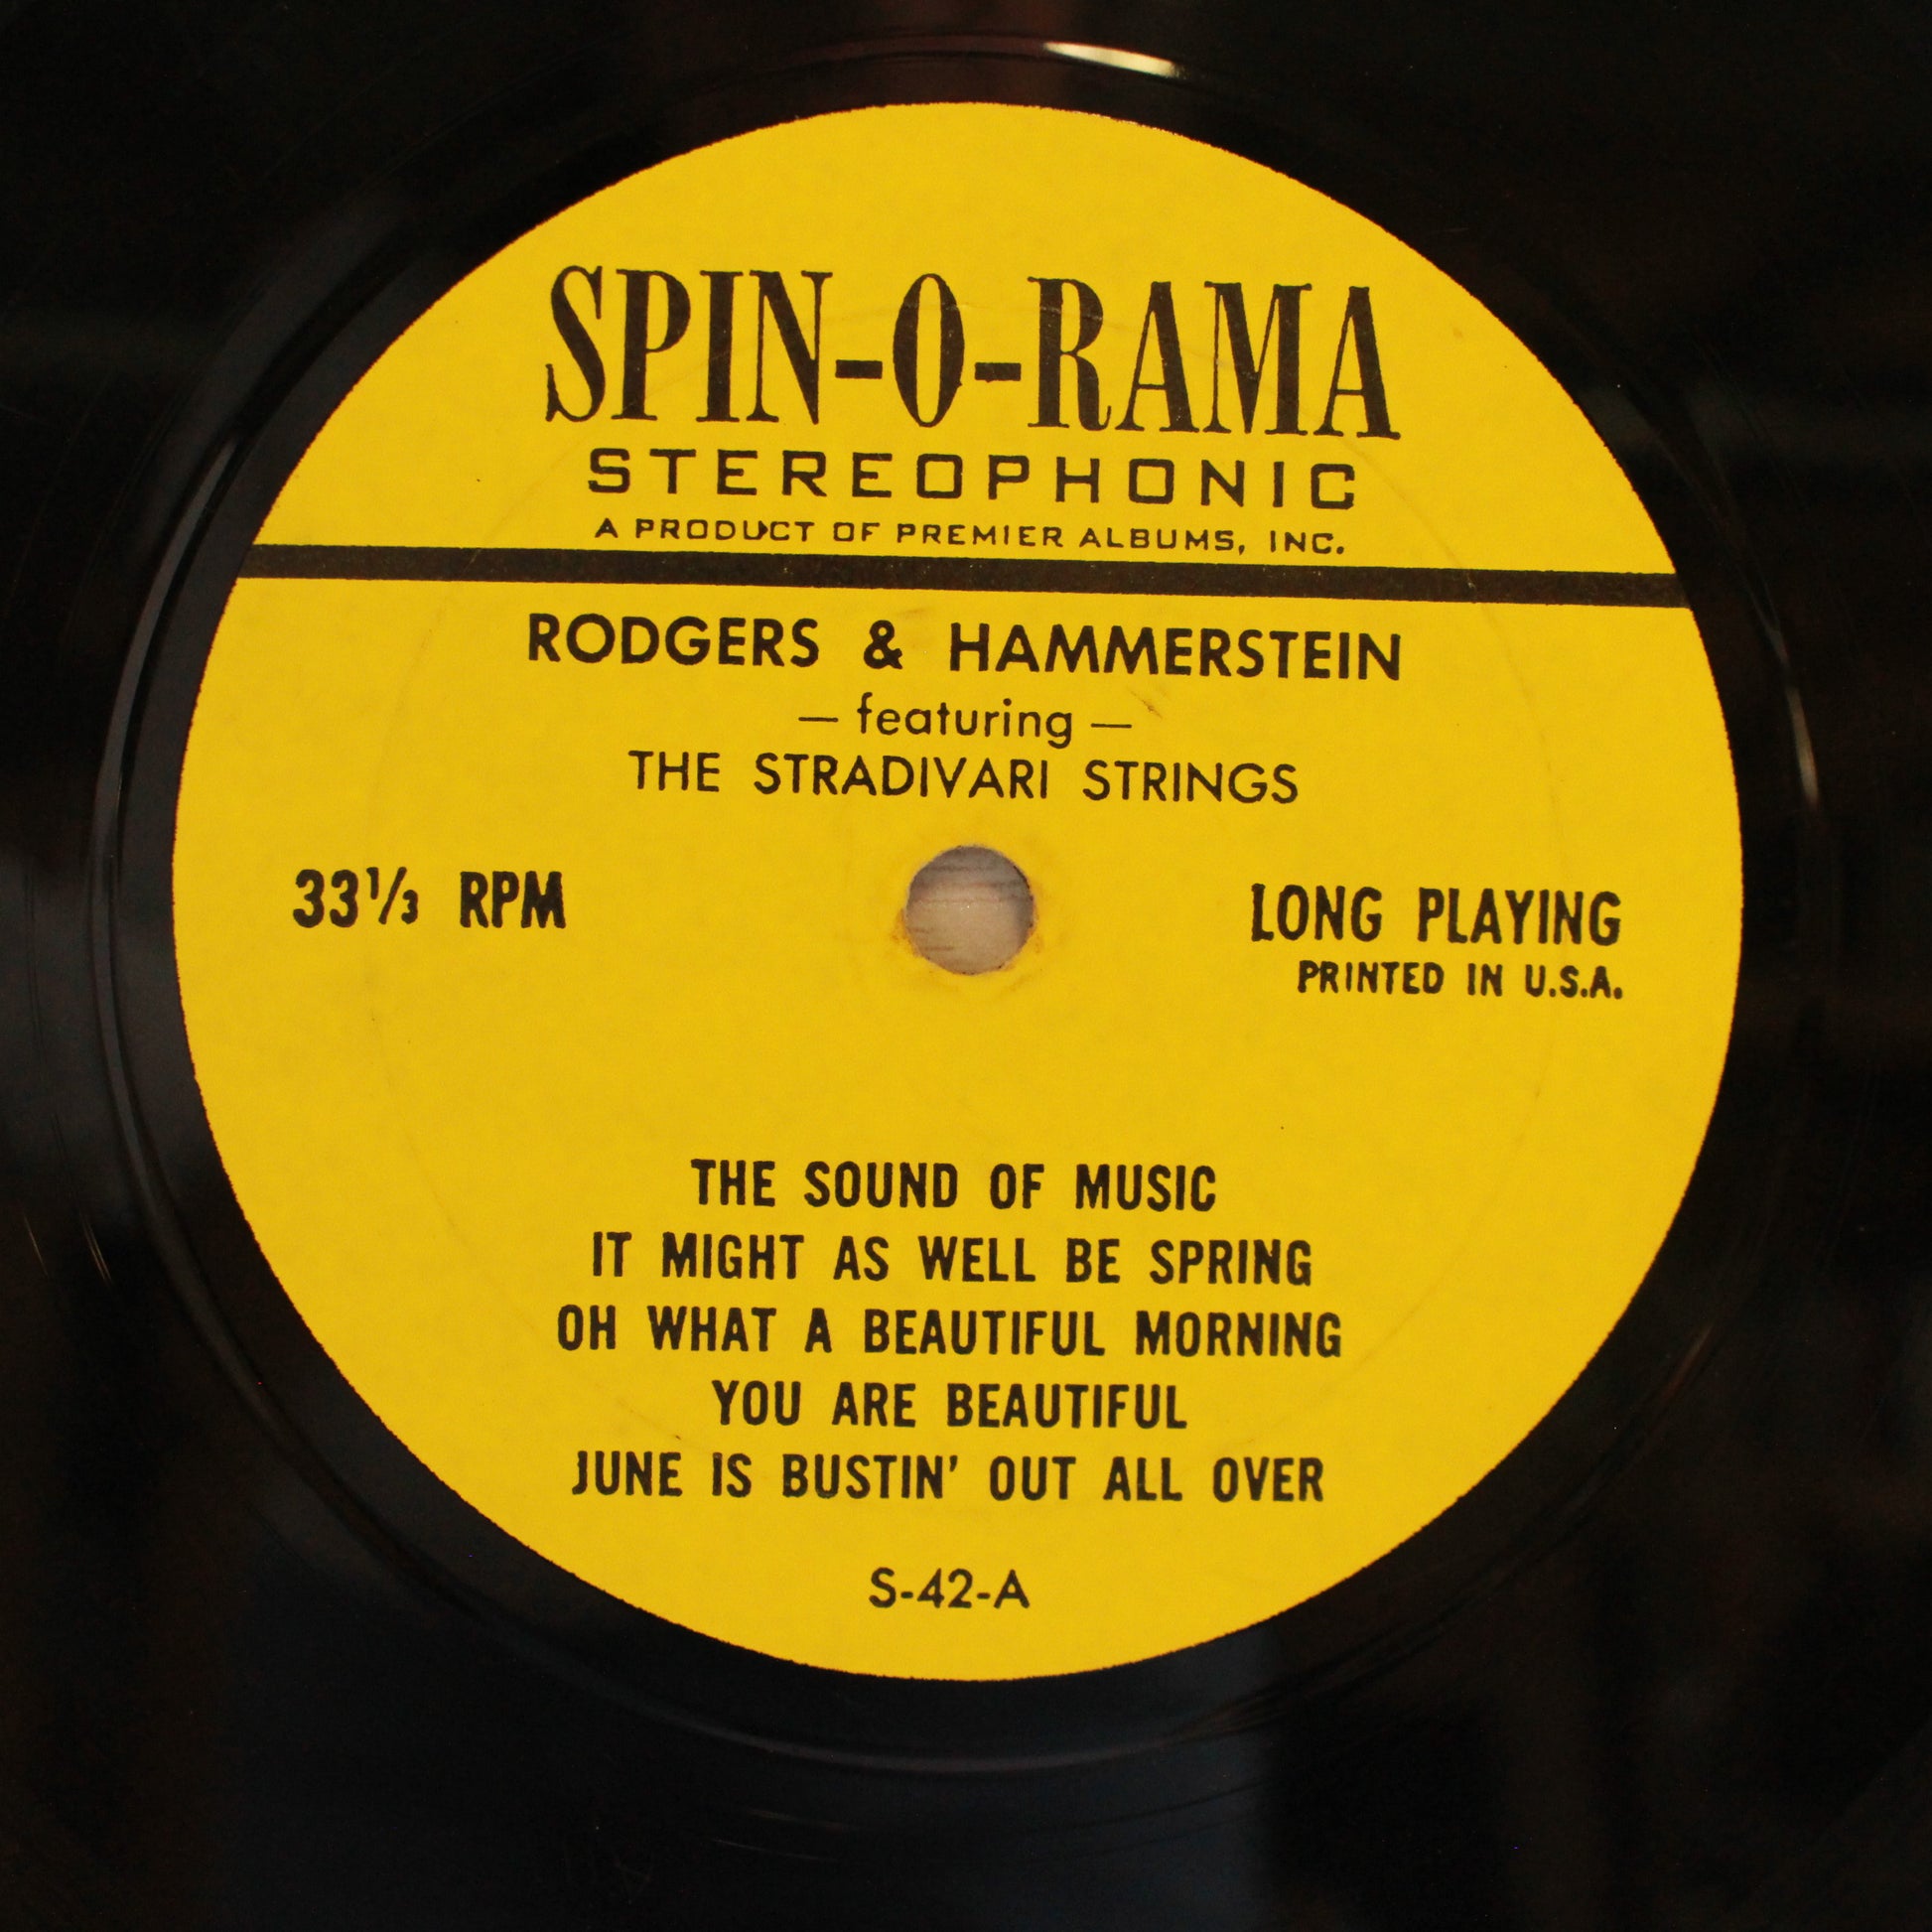 SPIN-O-RAMA
STEREOPHONIC
A PRODUCT OF PREMIER ALBUMS, INC.
RODGERS & HAMMERSTEIN
— featuring —
THE STRADIVARI STRINGS
33⅓ RPM
LONG PLAYING
PRINTED IN U.S.A.
THE SOUND OF MUSIC
IT MIGHT AS WELL BE SPRING
OH WHAT A BEAUTIFUL MORNING
YOU ARE BEAUTIFUL
JUNE IS BUSTIN' OUT ALL OVER
S-42-A